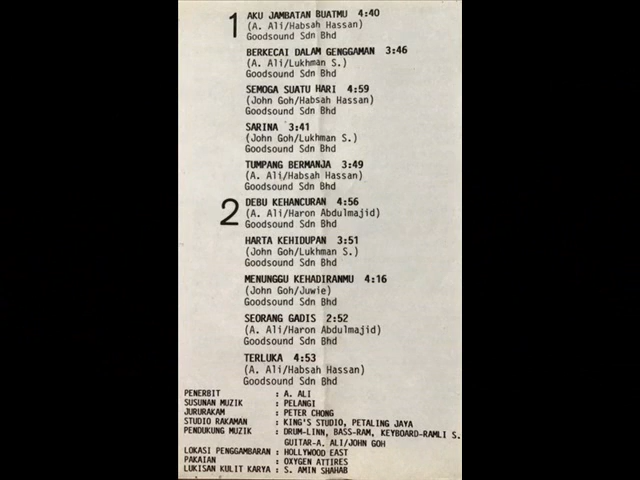 1 AKU JAMBATAN BUATMU 4:40
(A. Ali/Habsah Hassan)
Goodsound Sdn Bhd
BERKECAI DALAM GENGGAMAN 3:46
(A. Ali/Lukhman S.)
Goodsound Sdn Bhd
SEMOGA SUATU HARI 4:59
(John Goh/Habsah Hassan)
Goodsound Sdn Bhd
SARINA 3:41
(John Goh/Lukhman S.)
Goodsound Sdn Bhd
TUMPANG BERMANJA 3:49
(A. Ali/Habsah Hassan)
Goodsound Sdn Bhd
2 DEBU KEHANCURAN 4:56
(A. Ali/Haron Abdulmajid)
Goodsound Sdn Bhd
HARTA KEHIDUPAN 3:51
(John Goh/Lukhman S.)
Goodsound Sdn Bhd
MENUNGGU KEHADIRANMU 4:16
(John Goh/Juwie)
Goodsound Sdn Bhd
SEORANG GADIS 2:52
(A. Ali/Haron Abdulmajid)
Goodsound Sdn Bhd
TERLUKA 4:53
(A. Ali/Habsah Hassan)
Goodsound Sdn Bhd
PENERBIT : A. ALI
SUSUNAN MUZIK : PELANGI
JURURAKAM : PETER CHONG
STUDIO RAKAMAN : KING'S STUDIO, PETALING JAYA
PENDUKUNG MUZIK : DRUM-LINN, BASS-RAM, KEYBOARD-RAMLI S.
GUITAR-A. ALI/JOHN GOH
LOKASI PENGGAMBARAN : HOLLYWOOD EAST
PAKAIAN : OXYGEN ATTIRES
LUKISAN KULIT KARYA : S. AMIN SHAHAB